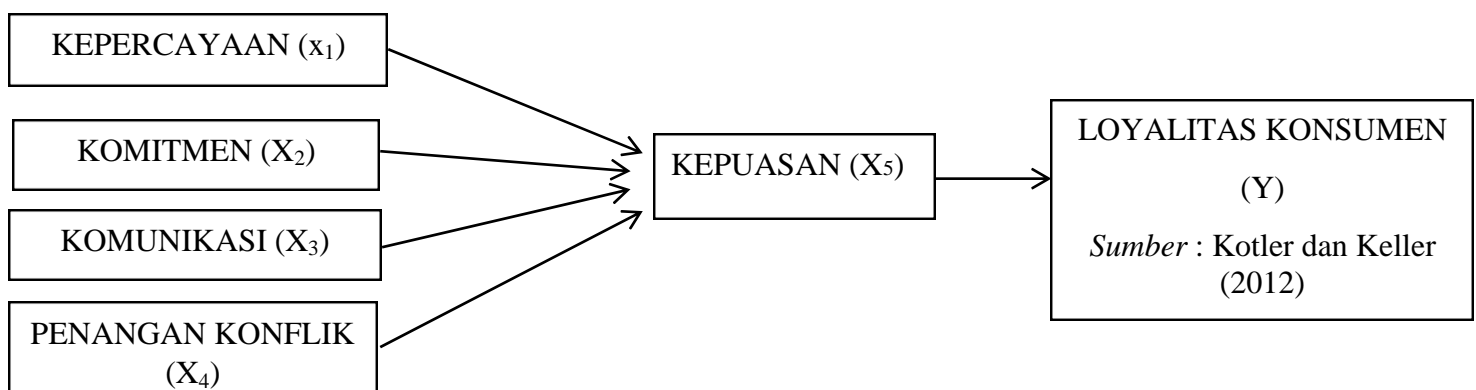 KEPERCAYAAN (x₁)
KOMITMEN (X₂)
KOMUNIKASI (X₃)
PENANGAN KONFLIK
(X₄)
KEPUASAN (X₅)
LOYALITAS KONSUMEN
(Y)
Sumber : Kotler dan Keller
(2012)